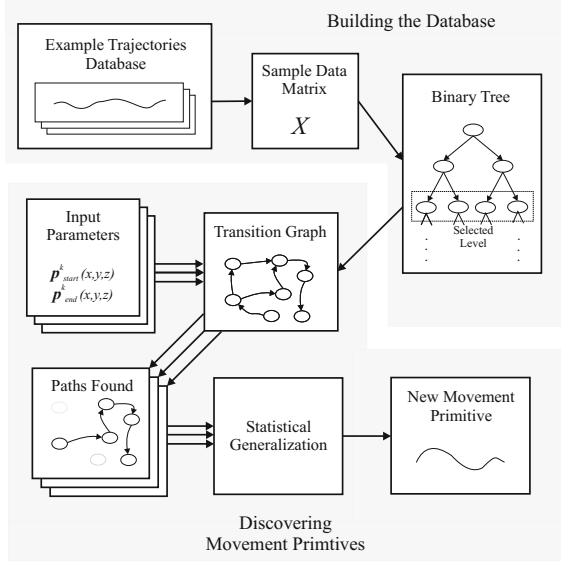 Building the Database
Example Trajectories
Database
Sample Data
Matrix
X
Binary Tree
Selected
Level
Input
Parameters
p^k_start (x,y,z)
p^k_end (x,y,z)
Transition Graph
Paths Found
Statistical
Generalization
New Movement
Primitive
Discovering
Movement Primtives